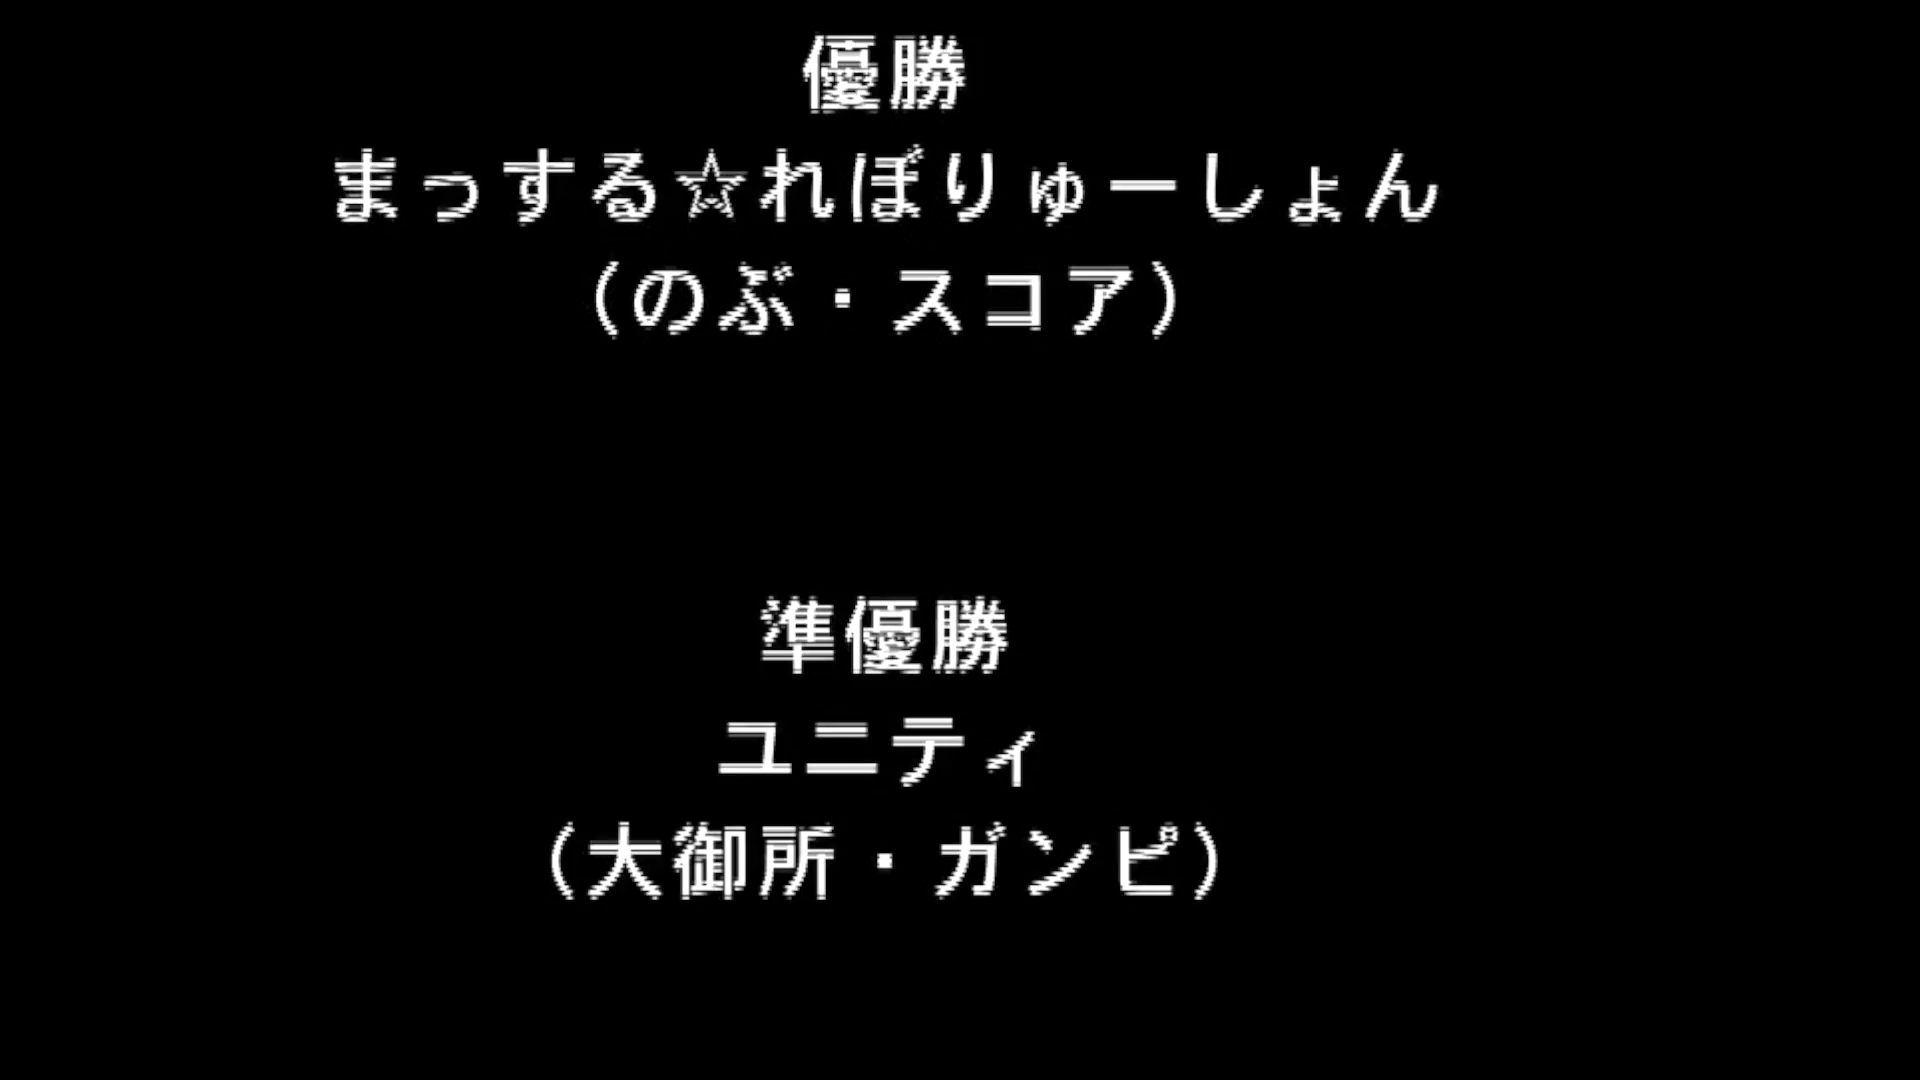 優勝
まっする☆れぼりゅーしょん
(のぶ・スコア)
準優勝
ユニティ
(大御所・ガンピ)